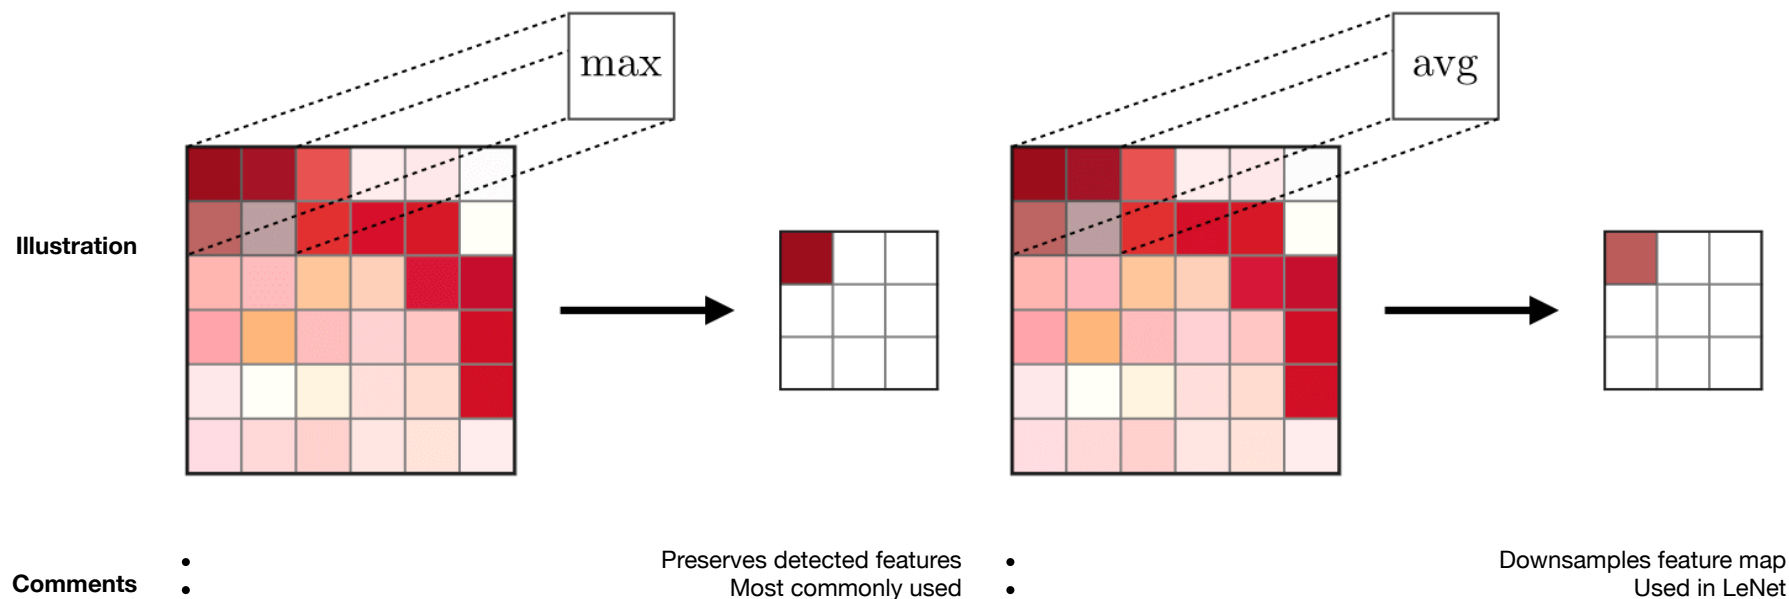 max
avg
Illustration
Comments
• Preserves detected features
• Most commonly used
• Downsamples feature map
• Used in LeNet